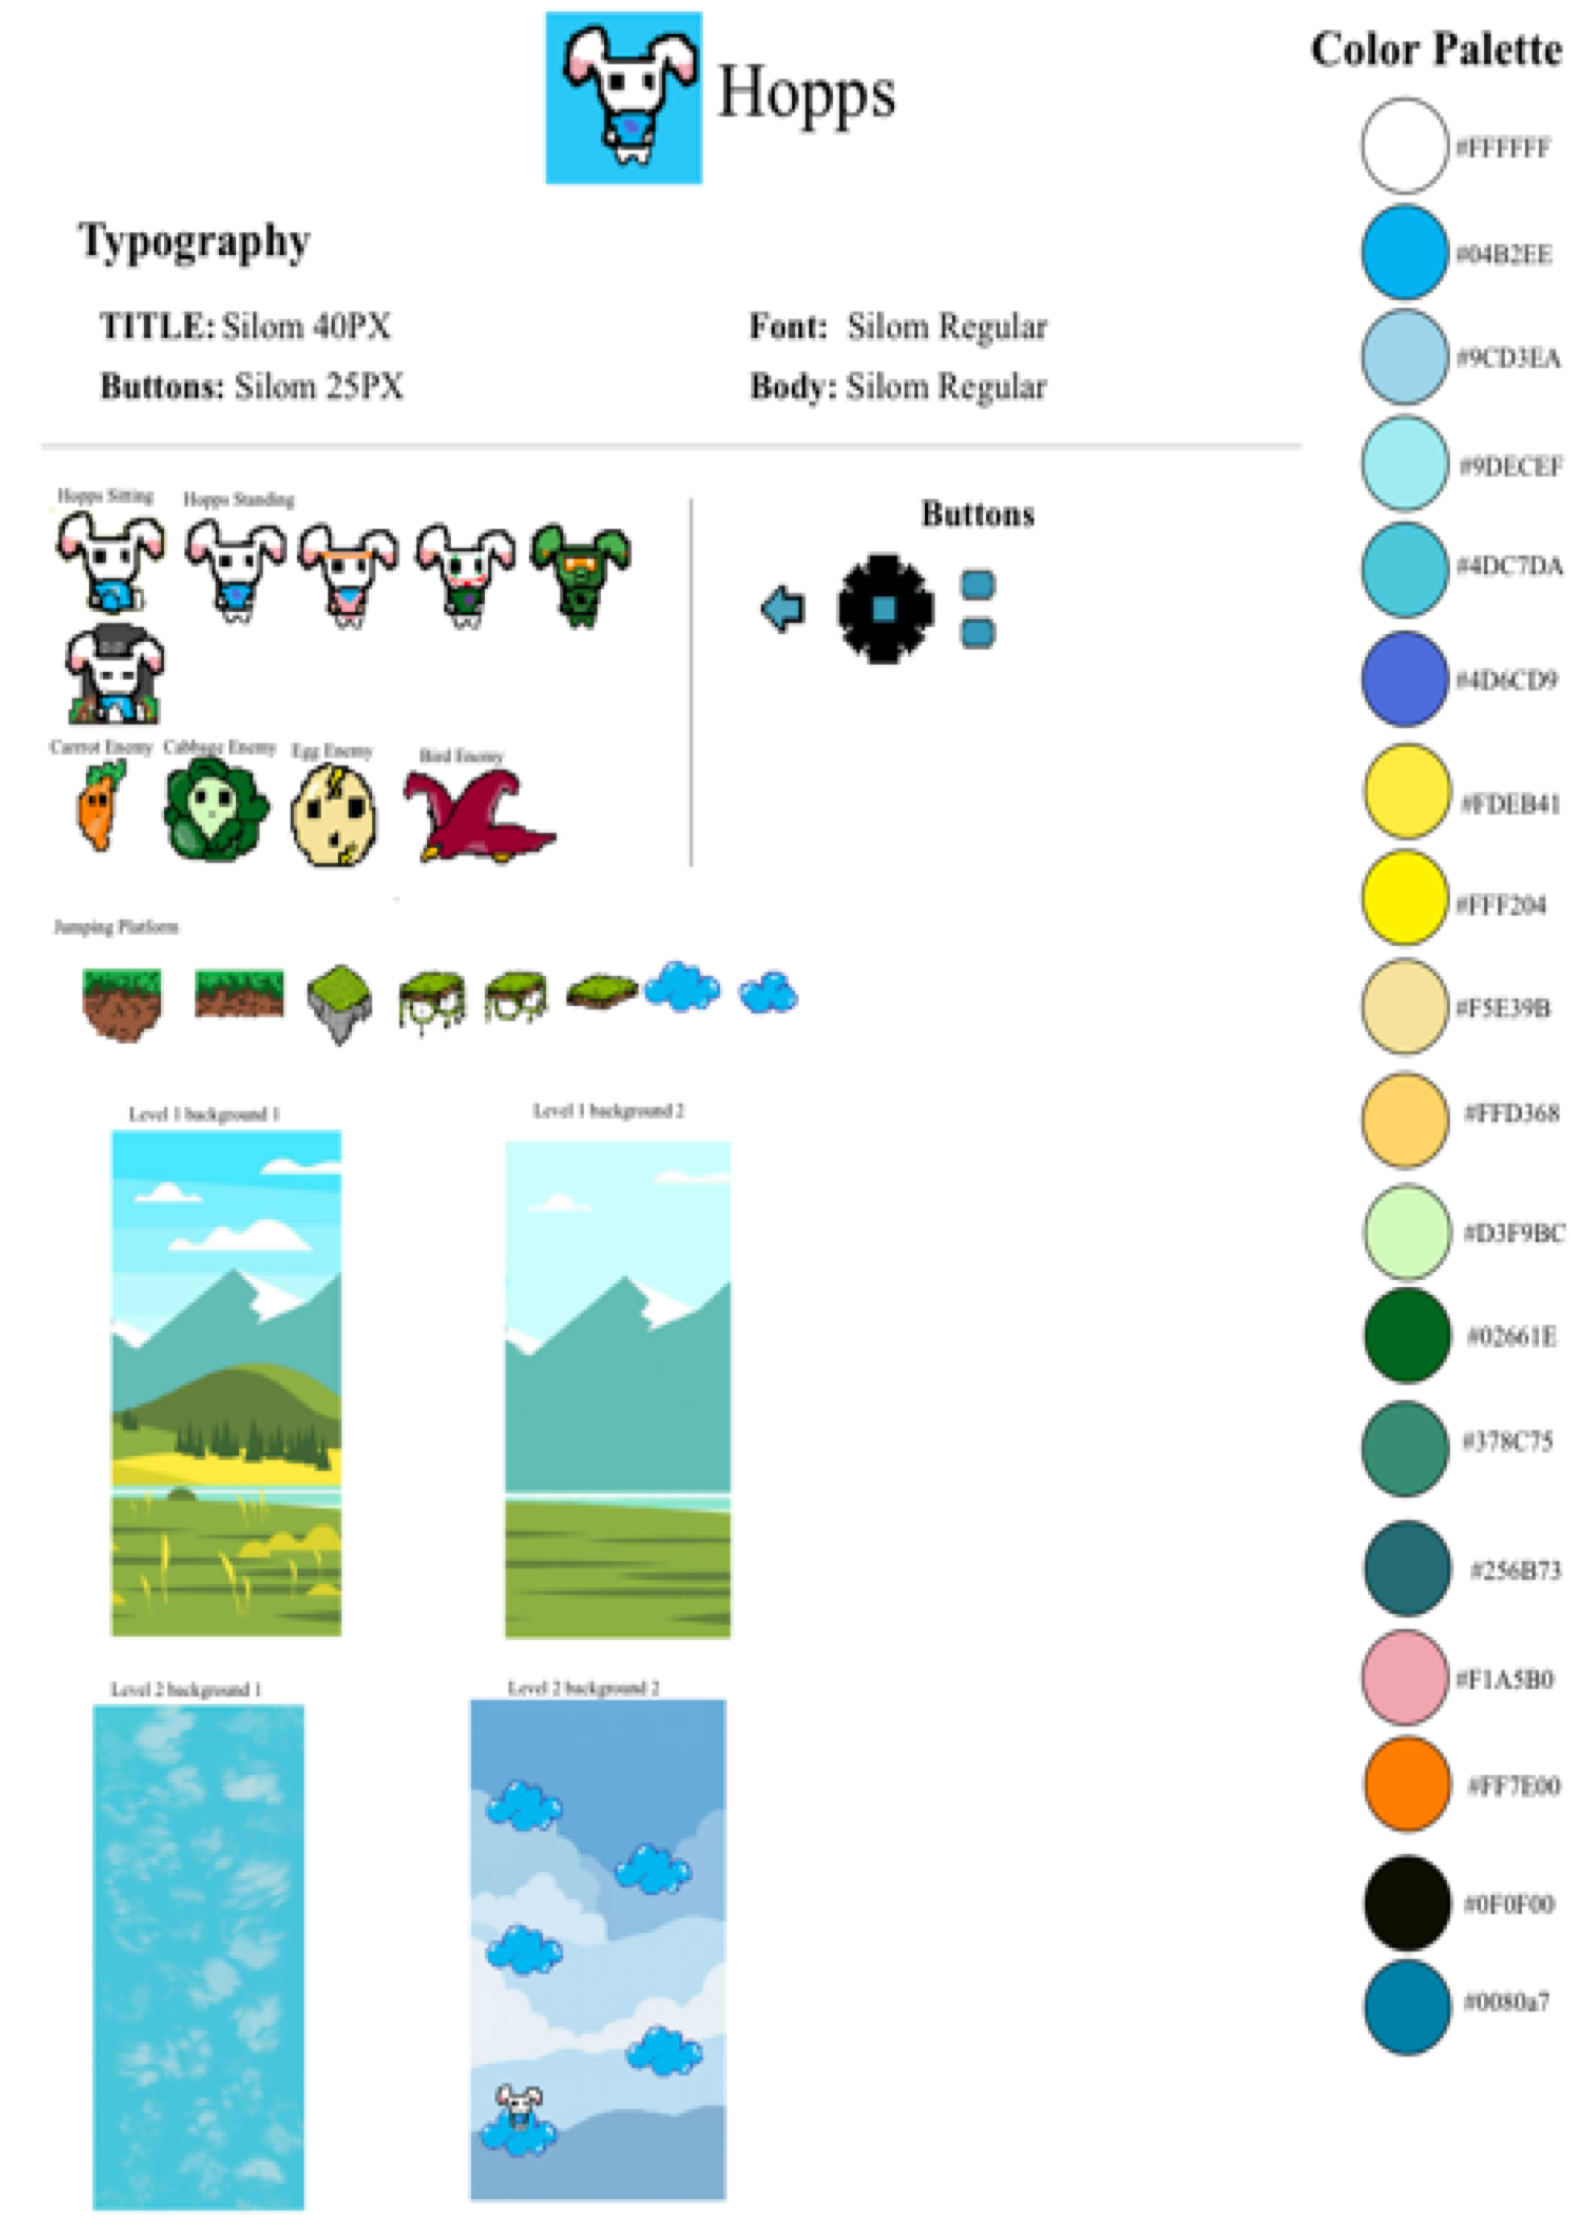 Hopps
Color Palette
#FFFFFF
#04B2EE
#9CD3EA
#9DECEF
#4DC7DA
#4D6CD9
#FDEB41
#FFF204
#F5E39B
#FFD368
#D3F9BC
#02661E
#378C75
#256B73
#F1A5B0
#FF7E00
#0F0F00
#0080a7
Typography
TITLE: Silom 40PX
Font: Silom Regular
Buttons: Silom 25PX
Body: Silom Regular
Hopps Sitting
Hopps Standing
Buttons
Carrot Enemy
Cabbage Enemy
Egg Enemy
Bird Enemy
Jumping Platform
Level 1 background 1
Level 1 background 2
Level 2 background 1
Level 2 background 2